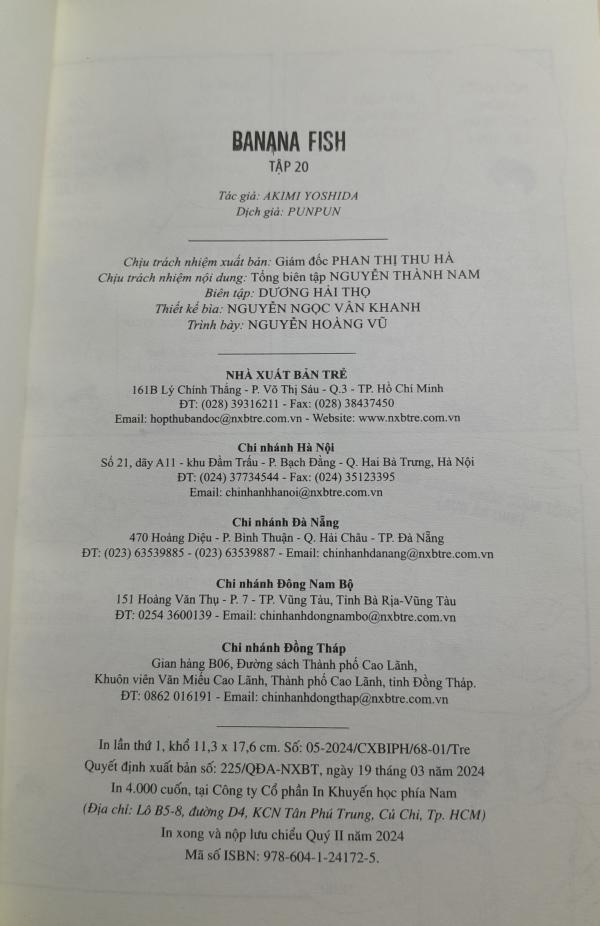 BANANA FISH
TẬP 20
Tác giả: AKIMI YOSHIDA
Dịch giả: PUNPUN
Chịu trách nhiệm xuất bản: Giám đốc PHAN THỊ THU HÀ
Chịu trách nhiệm nội dung: Tổng biên tập NGUYỄN THÀNH NAM
Biên tập: DƯƠNG HẢI THỌ
Thiết kế bìa: NGUYỄN NGỌC VÂN KHANH
Trình bày: NGUYỄN HOÀNG VŨ
NHÀ XUẤT BẢN TRẺ
161B Lý Chính Thắng - P. Võ Thị Sáu - Q.3 - TP. Hồ Chí Minh
ĐT: (028) 39316211 - Fax: (028) 38437450
Email: hopthubandoc@nxbtre.com.vn - Website: www.nxbtre.com.vn
Chi nhánh Hà Nội
Số 21, dãy A11 - khu Đầm Trấu - P. Bạch Đằng - Q. Hai Bà Trưng, Hà Nội
ĐT: (024) 37734544 - Fax: (024) 35123395
Email: chinhanhhanoi@nxbtre.com.vn
Chi nhánh Đà Nẵng
470 Hoàng Diệu - P. Bình Thuận - Q. Hải Châu - TP. Đà Nẵng
ĐT: (023) 63539885 - (023) 63539887 - Email: chinhanhdanang@nxbtre.com.vn
Chi nhánh Đông Nam Bộ
151 Hoàng Văn Thụ - P. 7 - TP. Vũng Tàu, Tỉnh Bà Rịa-Vũng Tàu
ĐT: 0254 3600139 - Email: chinhanhdongnambo@nxbtre.com.vn
Chi nhánh Đồng Tháp
Gian hàng B06, Đường sách Thành phố Cao Lãnh,
Khuôn viên Văn Miếu Cao Lãnh, Thành phố Cao Lãnh, tỉnh Đồng Tháp.
ĐT: 0862 016191 - Email: chinhanhdongthap@nxbtre.com.vn
In lần thứ 1, khổ 11,3 x 17,6 cm. Số: 05-2024/CXBIPH/68-01/Tre
Quyết định xuất bản số: 225/QĐA-NXBT, ngày 19 tháng 03 năm 2024
In 4.000 cuốn, tại Công ty Cổ phần In Khuyến học phía Nam
(Địa chỉ: Lô B5-8, đường D4, KCN Tân Phú Trung, Củ Chi, Tp. HCM)
In xong và nộp lưu chiểu Quý II năm 2024
Mã số ISBN: 978-604-1-24172-5.